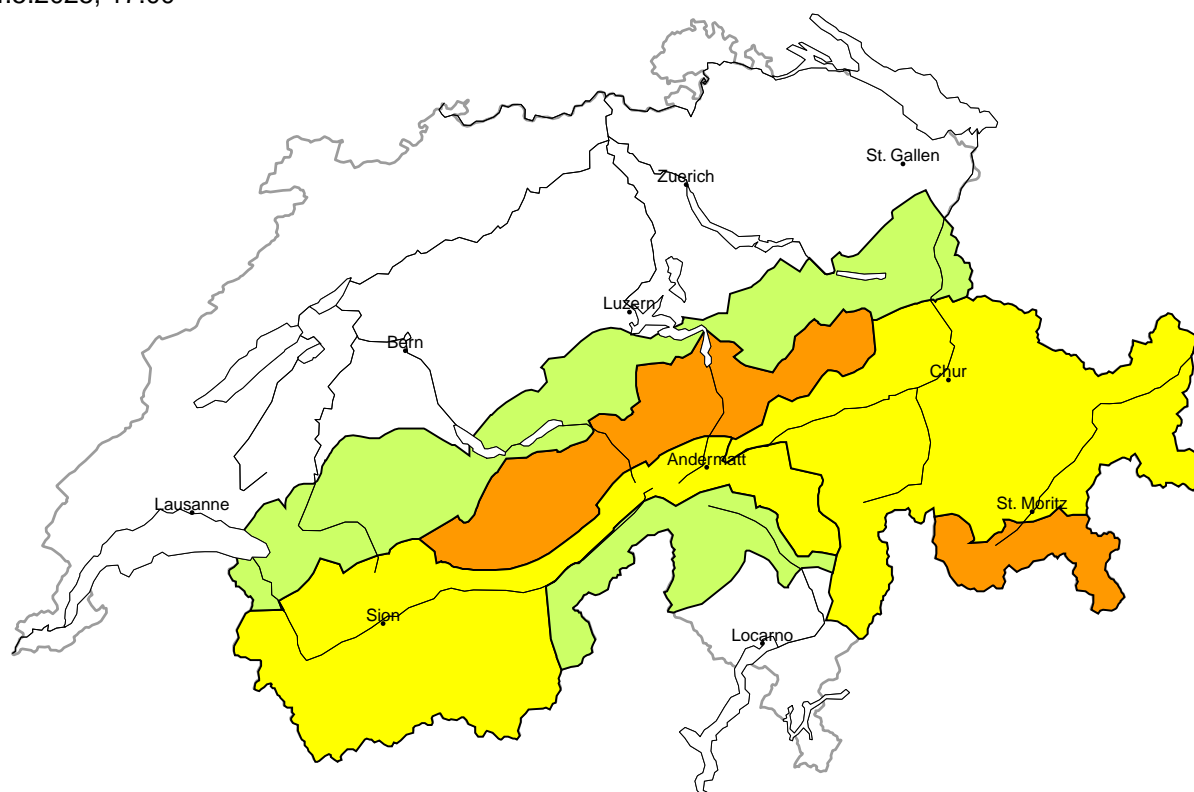 St. Gallen
Zuerich
Luzern
Bern
Chur
Andermatt
Lausanne
St. Moritz
Sion
Locarno